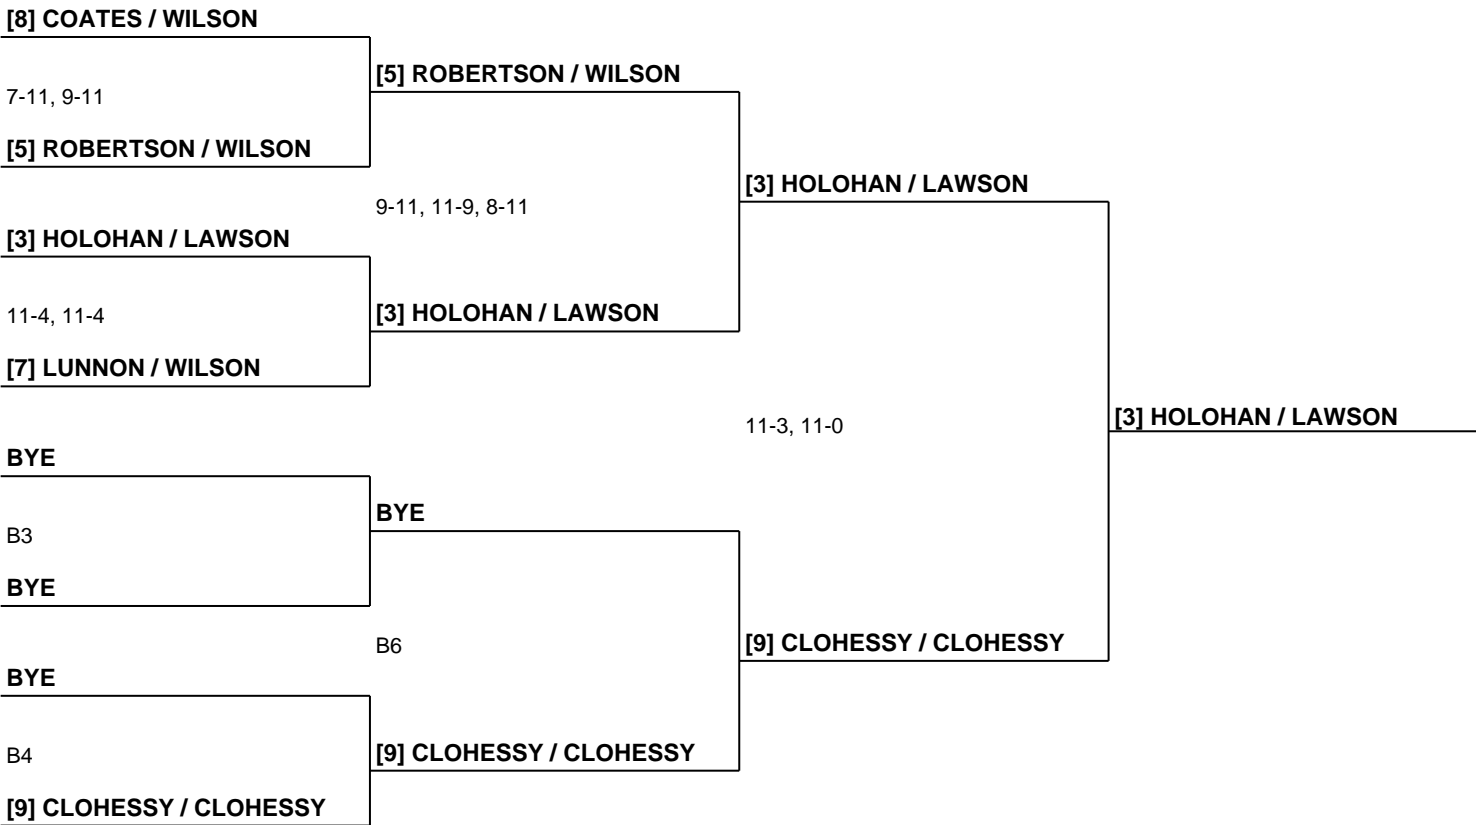 [8] COATES / WILSON
7-11, 9-11
[5] ROBERTSON / WILSON
[3] HOLOHAN / LAWSON
11-4, 11-4
[7] LUNNON / WILSON
BYE
B3
BYE
BYE
B4
[9] CLOHESSY / CLOHESSY
[5] ROBERTSON / WILSON
9-11, 11-9, 8-11
[3] HOLOHAN / LAWSON
BYE
B6
[9] CLOHESSY / CLOHESSY
[3] HOLOHAN / LAWSON
11-3, 11-0
[9] CLOHESSY / CLOHESSY
[3] HOLOHAN / LAWSON